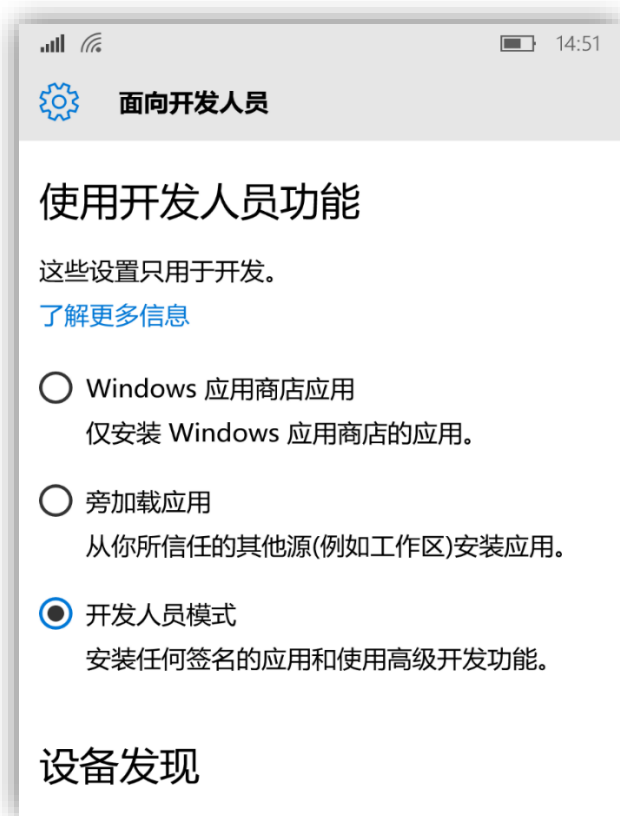 14:51
面向开发人员
使用开发人员功能
这些设置只用于开发。
了解更多信息
Windows 应用商店应用
仅安装 Windows 应用商店的应用。
旁加载应用
从你所信任的其他源(例如工作区)安装应用。
开发人员模式
安装任何签名的应用和使用高级开发功能。
设备发现